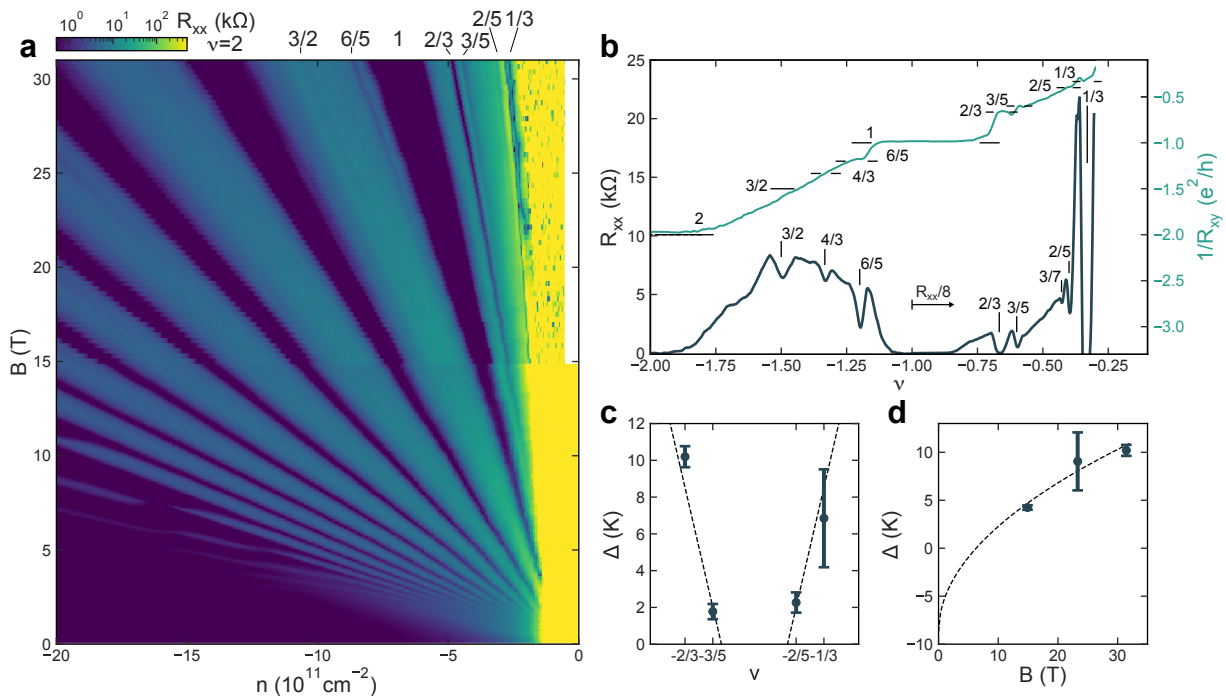 a
10⁰ 10¹ 10² R_xx (kΩ)
ν=2 3/2 6/5 1 2/3 3/5 2/5 1/3
30
25
20
15
10
5
0
B (T)
−20 −15 −10 −5 0
n (10¹¹cm⁻²)
b
25
20
15
10
5
0
R_xx (kΩ)
−0.5
−1.0
−1.5
−2.0
−2.5
−3.0
1/R_xy (e²/h)
2 3/2 4/3 6/5 1 2/3 3/5 2/5 1/3
3/2 4/3 6/5 2/3 3/5 3/7 2/5 1/3
R_xx/8
−2.00 −1.75 −1.50 −1.25 −1.00 −0.75 −0.50 −0.25
ν
c
12
10
8
6
4
2
0
Δ (K)
-2/3-3/5 -2/5-1/3
ν
d
10
5
0
−5
−10
Δ (K)
0 10 20 30
B (T)